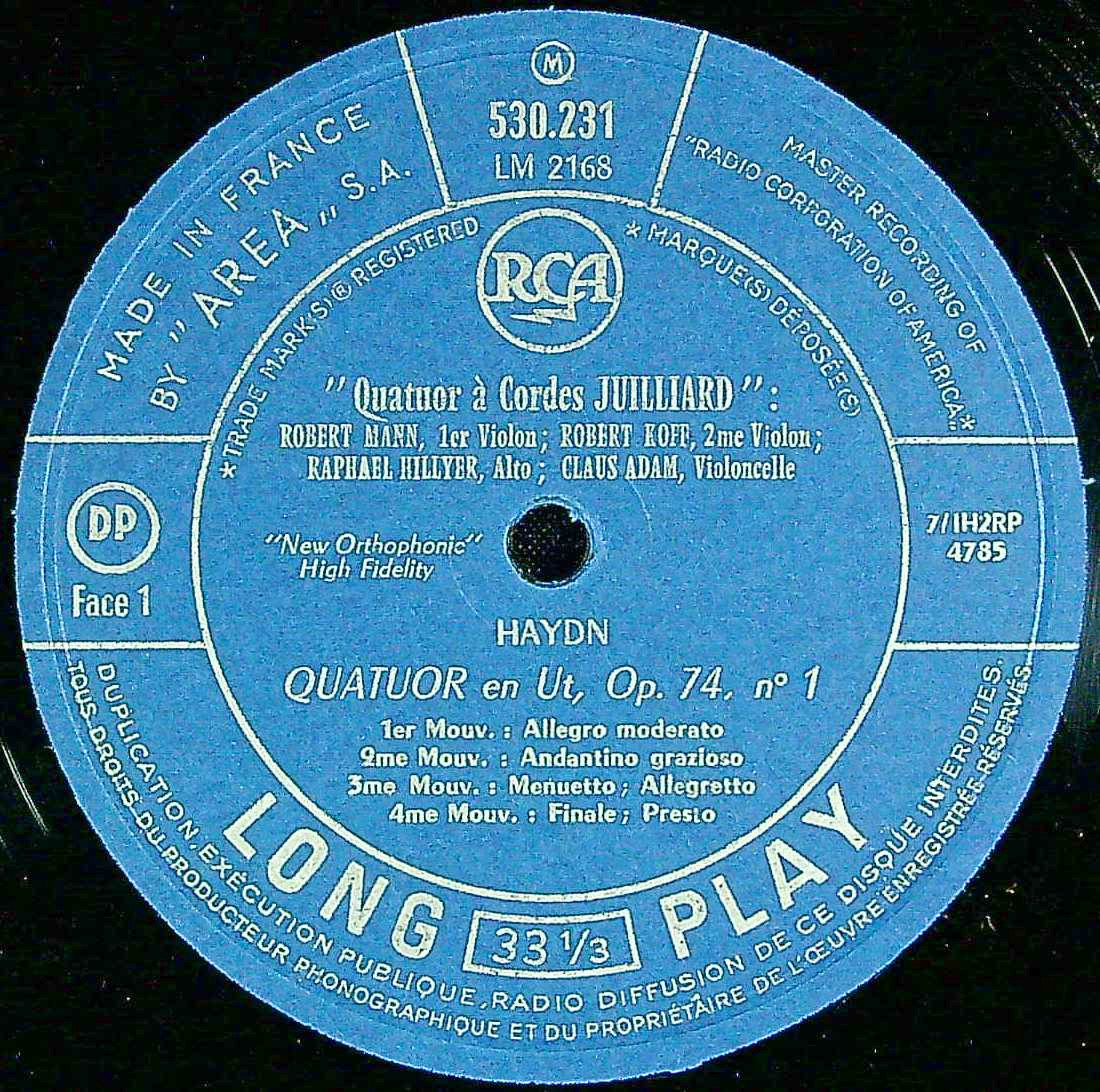 M
530.231
LM 2168
MADE IN FRANCE
BY "AREA„ S.A.
MASTER RECORDING OF
"RADIO CORPORATION OF AMERICA„*
*TRADE MARK(S)® REGISTERED
* MARQUE(S) DÉPOSÉE(S)
RCA
"Quatuor à Cordes JUILLIARD" :
ROBERT MANN, 1er Violon ; ROBERT KOFF, 2me Violon ;
RAPHAEL HILLYER, Alto ; CLAUS ADAM, Violoncelle
DP
Face 1
"New Orthophonic"
High Fidelity
7/1H2RP
4785
HAYDN
QUATUOR en Ut, Op. 74, n° 1
1er Mouv. : Allegro moderato
2me Mouv. : Andantino grazioso
3me Mouv. : Menuetto ; Allegretto
4me Mouv. : Finale ; Presto
LONG 33 1/3 PLAY
DUPLICATION, EXÉCUTION PUBLIQUE, RADIO DIFFUSION DE CE DISQUE INTERDITES.
TOUS DROITS DU PRODUCTEUR PHONOGRAPHIQUE ET DU PROPRIÉTAIRE DE L'ŒUVRE ENREGISTRÉE RÉSERVÉS.